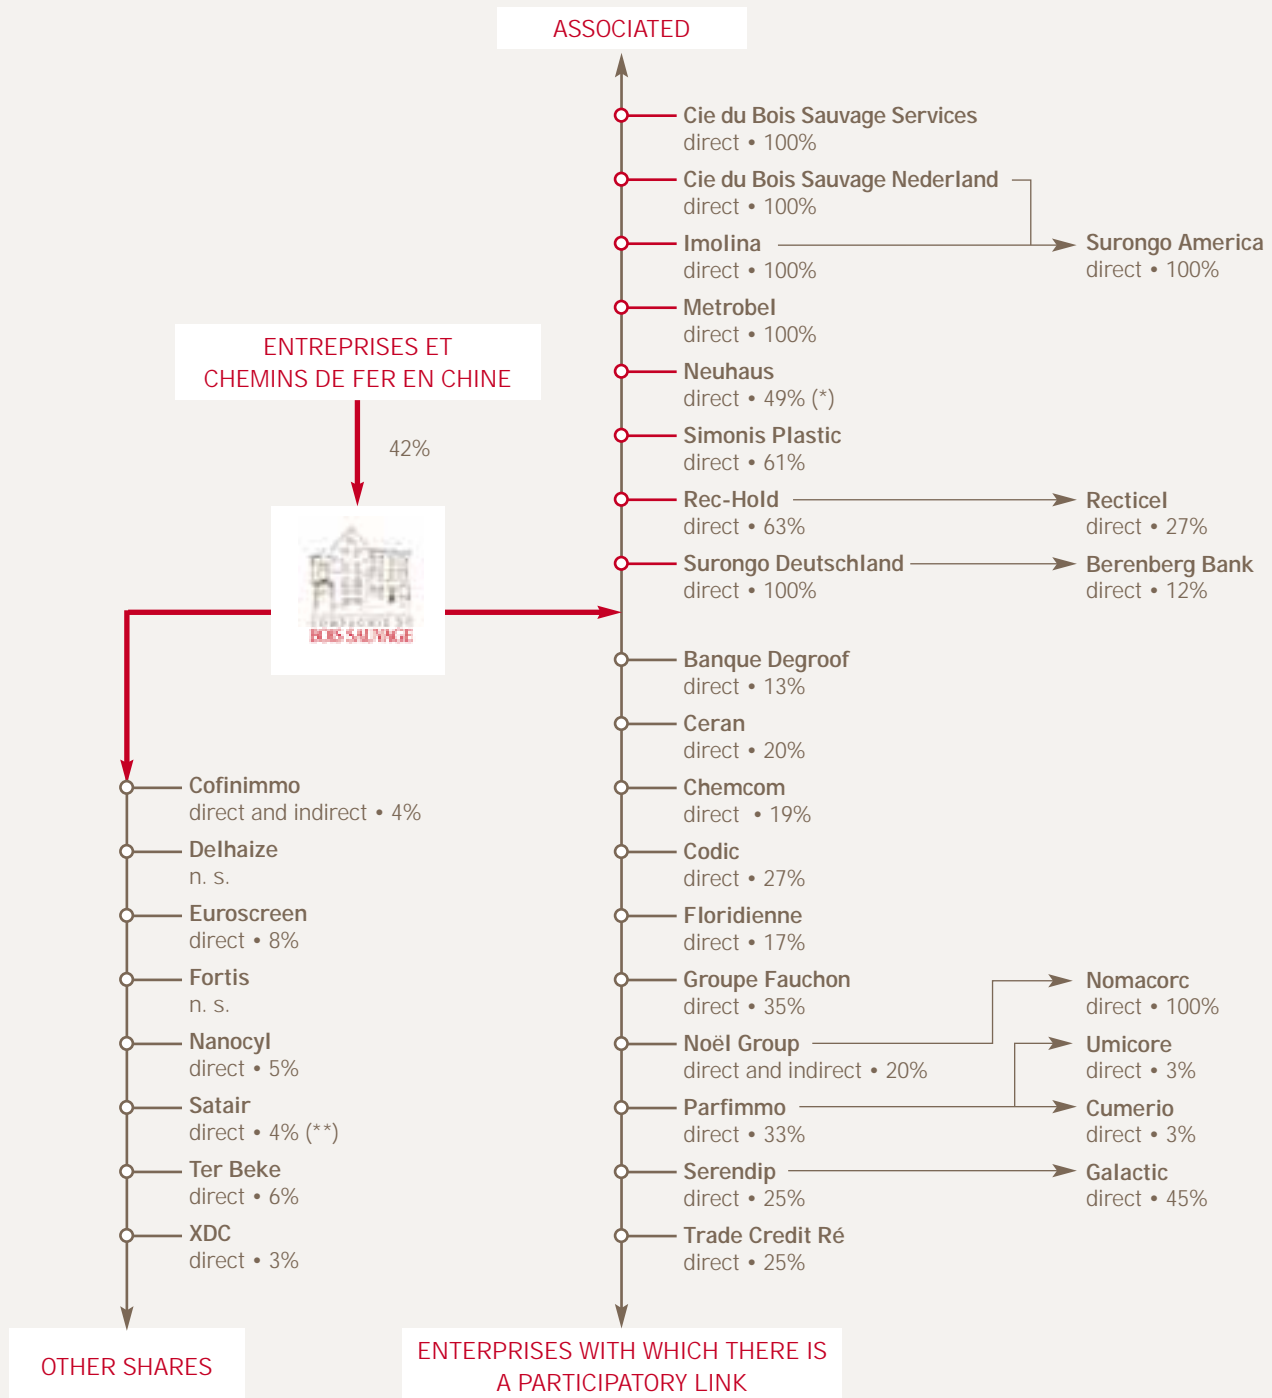 ASSOCIATED
Cie du Bois Sauvage Services
direct • 100%
Cie du Bois Sauvage Nederland
direct • 100%
Imolina
direct • 100%
Surongo America
direct • 100%
Metrobel
direct • 100%
ENTREPRISES ET
CHEMINS DE FER EN CHINE
42%
Neuhaus
direct • 49% (*)
Simonis Plastic
direct • 61%
Rec-Hold
direct • 63%
Recticel
direct • 27%
Surongo Deutschland
direct • 100%
Berenberg Bank
direct • 12%
COMPAGNIE DU
BOIS SAUVAGE
Banque Degroof
direct • 13%
Ceran
direct • 20%
Chemcom
direct • 19%
Codic
direct • 27%
Floridienne
direct • 17%
Groupe Fauchon
direct • 35%
Nomacorc
direct • 100%
Noël Group
direct and indirect • 20%
Umicore
direct • 3%
Parfimmo
direct • 33%
Cumerio
direct • 3%
Serendip
direct • 25%
Galactic
direct • 45%
Trade Credit Ré
direct • 25%
ENTERPRISES WITH WHICH THERE IS
A PARTICIPATORY LINK
Cofinimmo
direct and indirect • 4%
Delhaize
n. s.
Euroscreen
direct • 8%
Fortis
n. s.
Nanocyl
direct • 5%
Satair
direct • 4% (**)
Ter Beke
direct • 6%
XDC
direct • 3%
OTHER SHARES